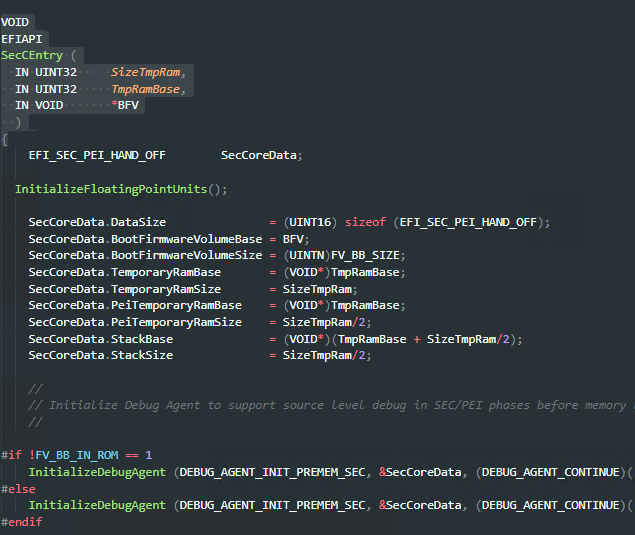 VOID
EFIAPI
SecCEntry (
  IN UINT32     SizeTmpRam,
  IN UINT32     TmpRamBase,
  IN VOID       *BFV
  )
{
    EFI_SEC_PEI_HAND_OFF        SecCoreData;
  InitializeFloatingPointUnits();
    SecCoreData.DataSize               = (UINT16) sizeof (EFI_SEC_PEI_HAND_OFF);
    SecCoreData.BootFirmwareVolumeBase = BFV;
    SecCoreData.BootFirmwareVolumeSize = (UINTN)FV_BB_SIZE;
    SecCoreData.TemporaryRamBase       = (VOID*)TmpRamBase;
    SecCoreData.TemporaryRamSize       = SizeTmpRam;
    SecCoreData.PeiTemporaryRamBase    = (VOID*)TmpRamBase;
    SecCoreData.PeiTemporaryRamSize    = SizeTmpRam/2;
    SecCoreData.StackBase              = (VOID*)(TmpRamBase + SizeTmpRam/2);
    SecCoreData.StackSize              = SizeTmpRam/2;
    //
    // Initialize Debug Agent to support source level debug in SEC/PEI phases before memory
    //
#if !FV_BB_IN_ROM == 1
    InitializeDebugAgent (DEBUG_AGENT_INIT_PREMEM_SEC, &SecCoreData, (DEBUG_AGENT_CONTINUE)(
#else
    InitializeDebugAgent (DEBUG_AGENT_INIT_PREMEM_SEC, &SecCoreData, (DEBUG_AGENT_CONTINUE)(
#endif